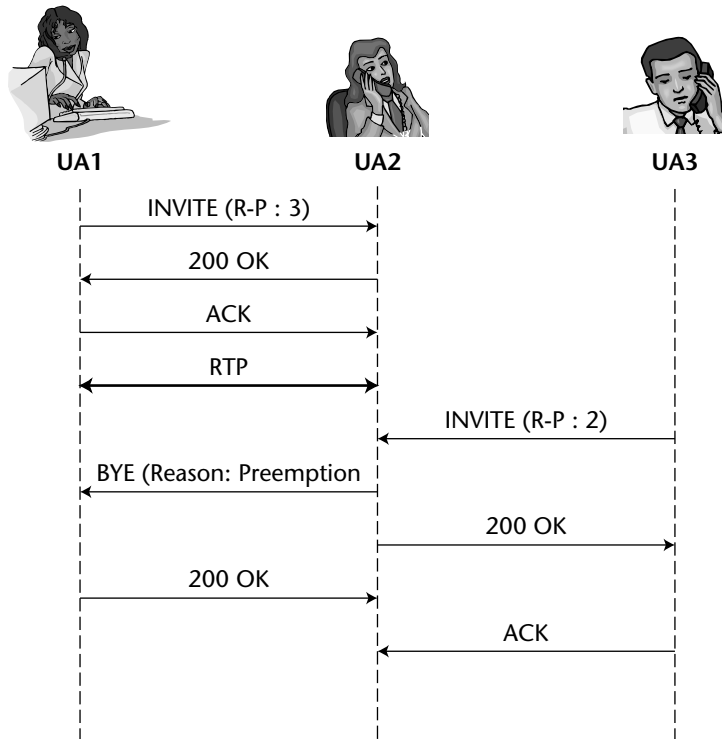 UA1
UA2
UA3
INVITE (R-P : 3)
200 OK
ACK
RTP
INVITE (R-P : 2)
BYE (Reason: Preemption
200 OK
200 OK
ACK